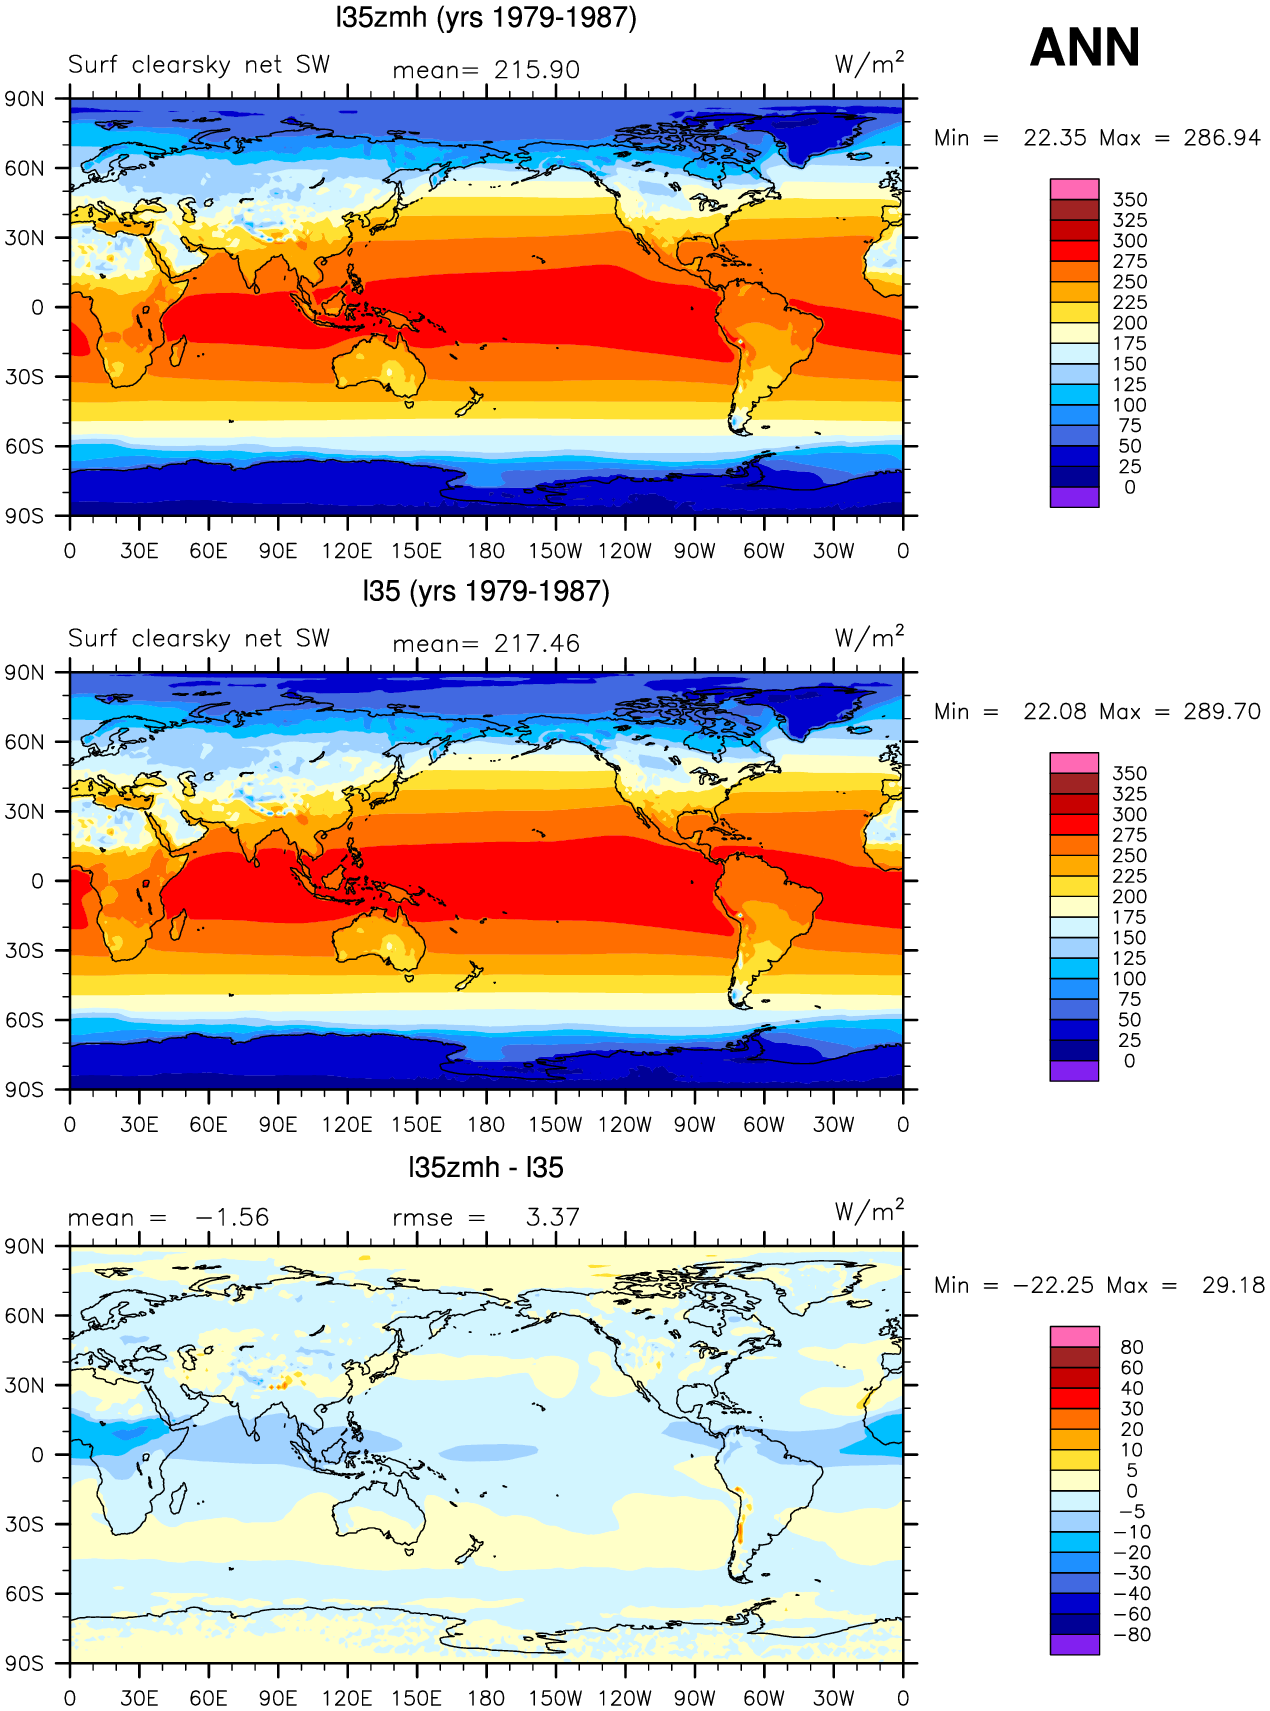 l35zmh (yrs 1979-1987)
ANN
Surf clearsky net SW mean= 215.90 W/m²
Min = 22.35 Max = 286.94
90N
60N
30N
0
30S
60S
90S
0 30E 60E 90E 120E 150E 180 150W 120W 90W 60W 30W 0
350
325
300
275
250
225
200
175
150
125
100
75
50
25
0
l35 (yrs 1979-1987)
Surf clearsky net SW mean= 217.46 W/m²
Min = 22.08 Max = 289.70
90N
60N
30N
0
30S
60S
90S
0 30E 60E 90E 120E 150E 180 150W 120W 90W 60W 30W 0
350
325
300
275
250
225
200
175
150
125
100
75
50
25
0
l35zmh - l35
mean = −1.56 rmse = 3.37 W/m²
Min = −22.25 Max = 29.18
90N
60N
30N
0
30S
60S
90S
0 30E 60E 90E 120E 150E 180 150W 120W 90W 60W 30W 0
80
60
40
30
20
10
5
0
−5
−10
−20
−30
−40
−60
−80